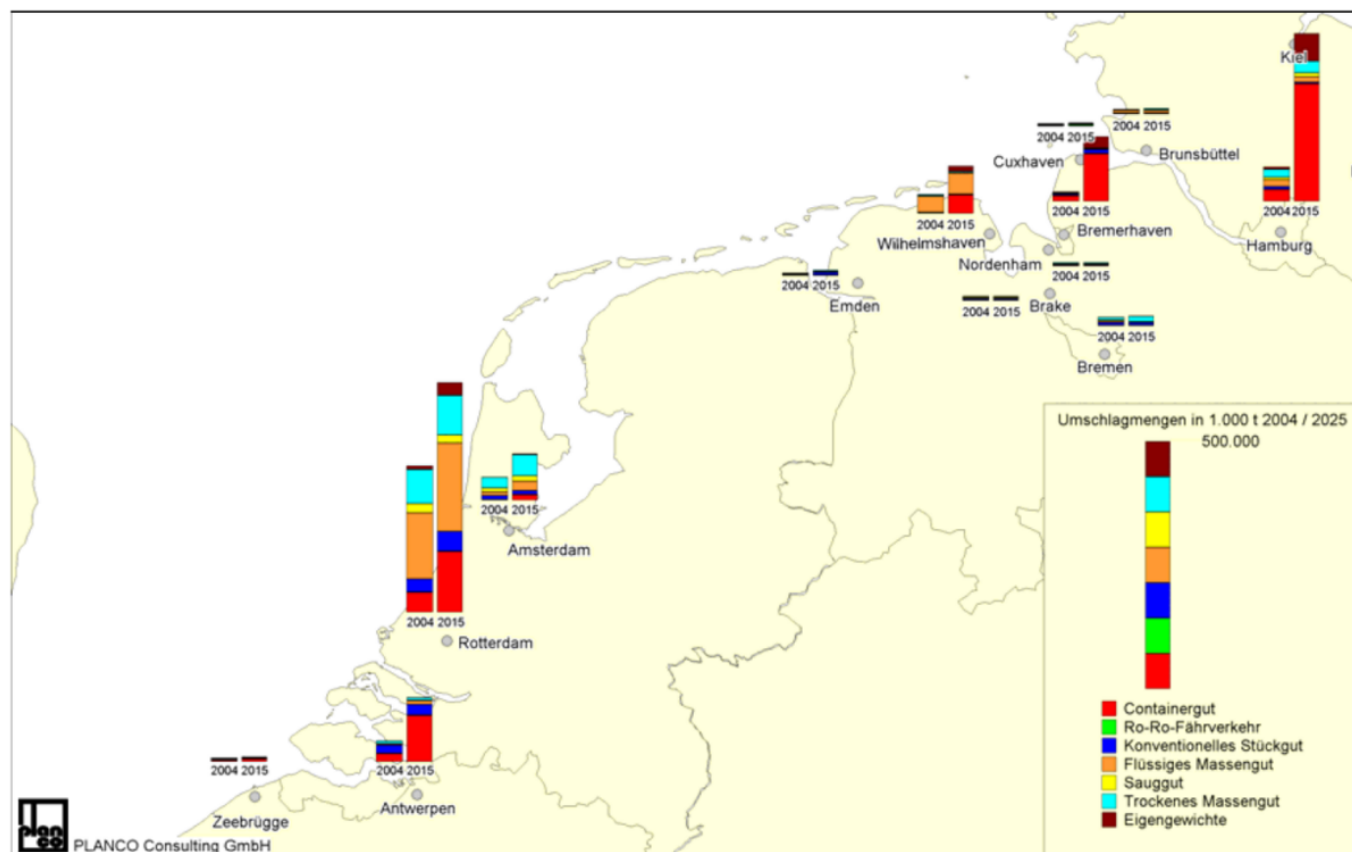 Kiel
2004 2015
2004 2015
Brunsbüttel
Cuxhaven
2004 2015
2004 2015
2004 2015
Wilhelmshaven
Bremerhaven
Hamburg
Nordenham
2004 2015
2004 2015
Emden
2004 2015
Brake
2004 2015
Bremen
Umschlagmengen in 1.000 t 2004 / 2025
500.000
2004 2015
Amsterdam
2004 2015
Rotterdam
Containergut
Ro-Ro-Fährverkehr
Konventionelles Stückgut
Flüssiges Massengut
Sauggut
Trockenes Massengut
Eigengewichte
2004 2015
2004 2015
Antwerpen
Zeebrügge
planco
PLANCO Consulting GmbH